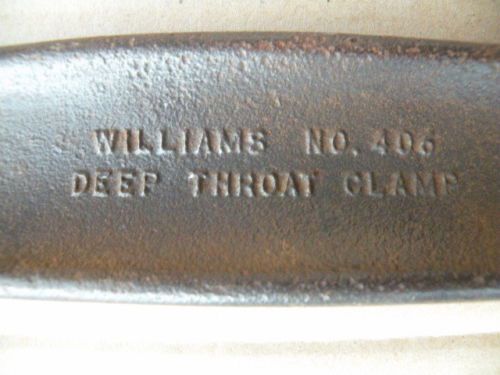 WILLIAMS NO. 406
DEEP THROAT CLAMP